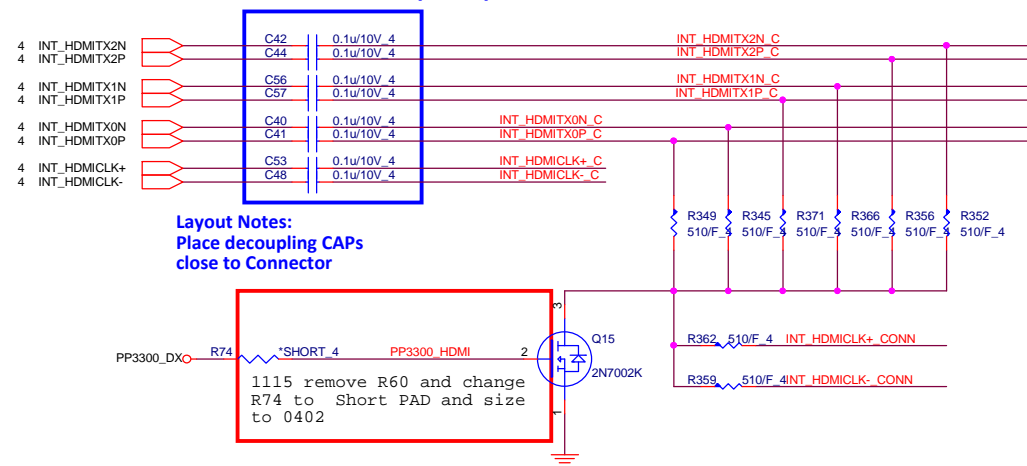 4 INT_HDMITX2N C42 0.1u/10V_4 INT_HDMITX2N_C
4 INT_HDMITX2P C44 0.1u/10V_4 INT_HDMITX2P_C
4 INT_HDMITX1N C56 0.1u/10V_4 INT_HDMITX1N_C
4 INT_HDMITX1P C57 0.1u/10V_4 INT_HDMITX1P_C
4 INT_HDMITX0N C40 0.1u/10V_4 INT_HDMITX0N_C
4 INT_HDMITX0P C41 0.1u/10V_4 INT_HDMITX0P_C
4 INT_HDMICLK+ C53 0.1u/10V_4 INT_HDMICLK+_C
4 INT_HDMICLK- C48 0.1u/10V_4 INT_HDMICLK-_C
Layout Notes:
Place decoupling CAPs
close to Connector
R349 R345 R371 R366 R356 R352
510/F_4 510/F_4 510/F_4 510/F_4 510/F_4 510/F_4
3
Q15
R362 510/F_4 INT_HDMICLK+_CONN
PP3300_DX R74 *SHORT_4 PP3300_HDMI 2
2N7002K
R359 510/F_4 INT_HDMICLK-_CONN
1115 remove R60 and change
R74 to Short PAD and size
to 0402
1